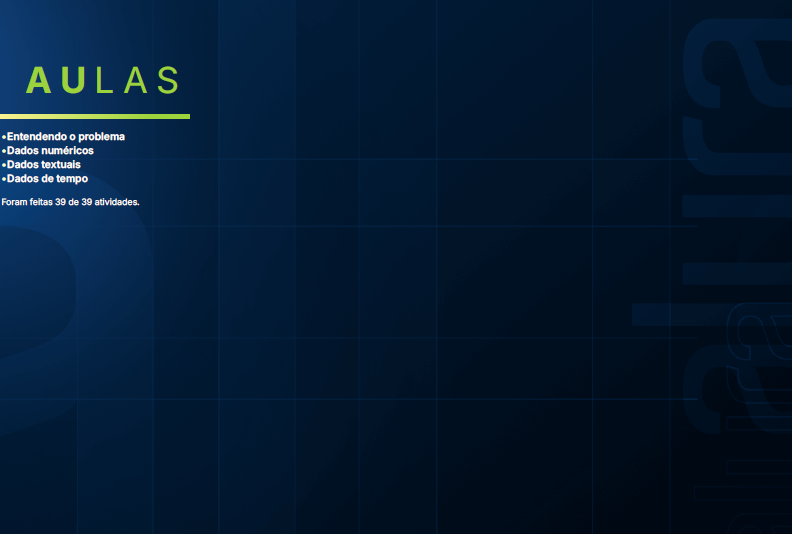 AULAS
•Entendendo o problema
•Dados numéricos
•Dados textuais
•Dados de tempo
Foram feitas 39 de 39 atividades.